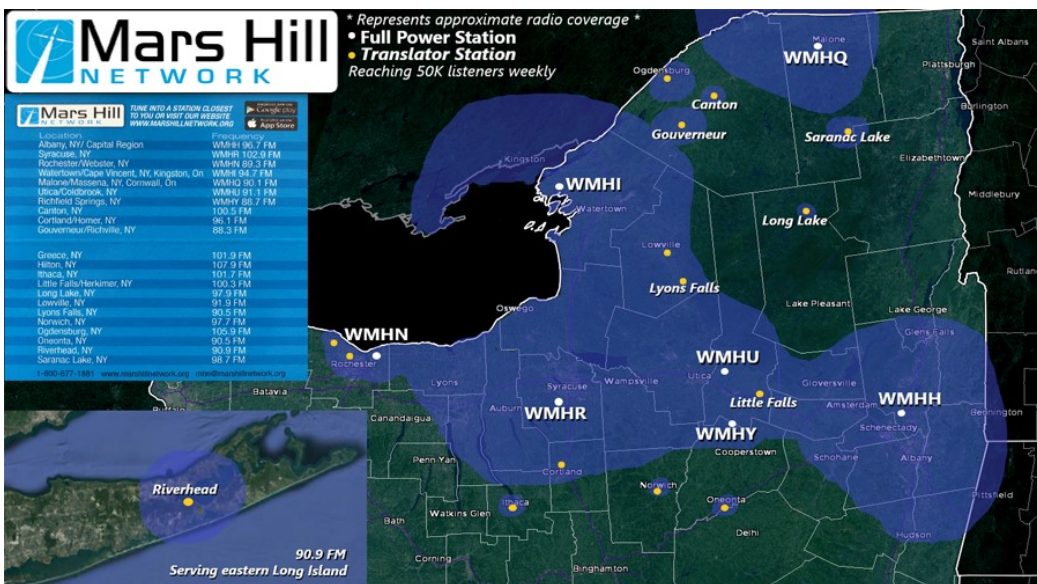 Mars Hill
NETWORK
* Represents approximate radio coverage *
Full Power Station
Translator Station
Reaching 50K listeners weekly
Mars Hill
NETWORK
TUNE INTO A STATION CLOSEST
TO YOU OR VISIT OUR WEBSITE
WWW.MARSHILLNETWORK.ORG
Google play
App Store
Location Frequency
Albany, NY/ Capital Region WMHH 96.7 FM
Syracuse, NY WMHR 102.9 FM
Rochester/Webster, NY WMHN 89.3 FM
Watertown/Cape Vincent, NY, Kingston, On WMHI 94.7 FM
Malone/Massena, NY, Cornwall, On WMHQ 90.1 FM
Utica/Coldbrook, NY WMHU 91.1 FM
Richfield Springs, NY WMHY 88.7 FM
Canton, NY 100.5 FM
Cortland/Homer, NY 96.1 FM
Gouverneur/Richville, NY 88.3 FM
Greece, NY 101.9 FM
Hilton, NY 107.9 FM
Ithaca, NY 101.7 FM
Little Falls/Herkimer, NY 100.3 FM
Long Lake, NY 97.9 FM
Lowville, NY 91.9 FM
Lyons Falls, NY 90.5 FM
Norwich, NY 97.7 FM
Ogdensburg, NY 105.9 FM
Oneonta, NY 90.5 FM
Riverhead, NY 90.9 FM
Saranac Lake, NY 98.7 FM
1-800-677-1881 www.marshillnetwork.org mhn@marshillnetwork.org
Malone
WMHQ
Saint Albans
Plattsburgh
Ogdensburg
Canton
Burlington
Gouverneur
Saranac Lake
Kingston
Elizabethtown
WMHI
Watertown
Middlebury
Long Lake
Lowville
Rutland
Lyons Falls
Oswego
Lake Pleasant
Lake George
Glens Falls
WMHN
Rochester
WMHU
Utica
Lyons
Syracuse
Wampsville
Gloversville
Batavia
Auburn
WMHR
Little Falls
Amsterdam
WMHH
Buffalo
Canandaigua
Bennington
Schenectady
WMHY
Cooperstown
Penn Yan
Cortland
Schoharie
Albany
Riverhead
Norwich
Pittsfield
Ithaca
Oneonta
Watkins Glen
Bath
Delhi
Hudson
90.9 FM
Serving eastern Long Island
Corning
Binghamton